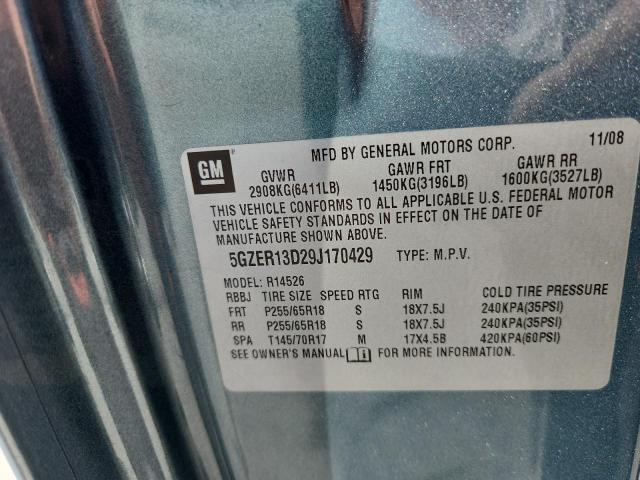 GM MFD BY GENERAL MOTORS CORP. 11/08
GVWR GAWR FRT GAWR RR
2908KG(6411LB) 1450KG(3196LB) 1600KG(3527LB)
THIS VEHICLE CONFORMS TO ALL APPLICABLE U.S. FEDERAL MOTOR
VEHICLE SAFETY STANDARDS IN EFFECT ON THE DATE OF
MANUFACTURE SHOWN ABOVE.
5GZER13D29J170429 TYPE: M.P.V.
MODEL: R14526
RBBJ TIRE SIZE SPEED RTG RIM COLD TIRE PRESSURE
FRT P255/65R18 S 18X7.5J 240KPA(35PSI)
RR P255/65R18 S 18X7.5J 240KPA(35PSI)
SPA T145/70R17 M 17X4.5B 420KPA(60PSI)
SEE OWNER'S MANUAL FOR MORE INFORMATION.